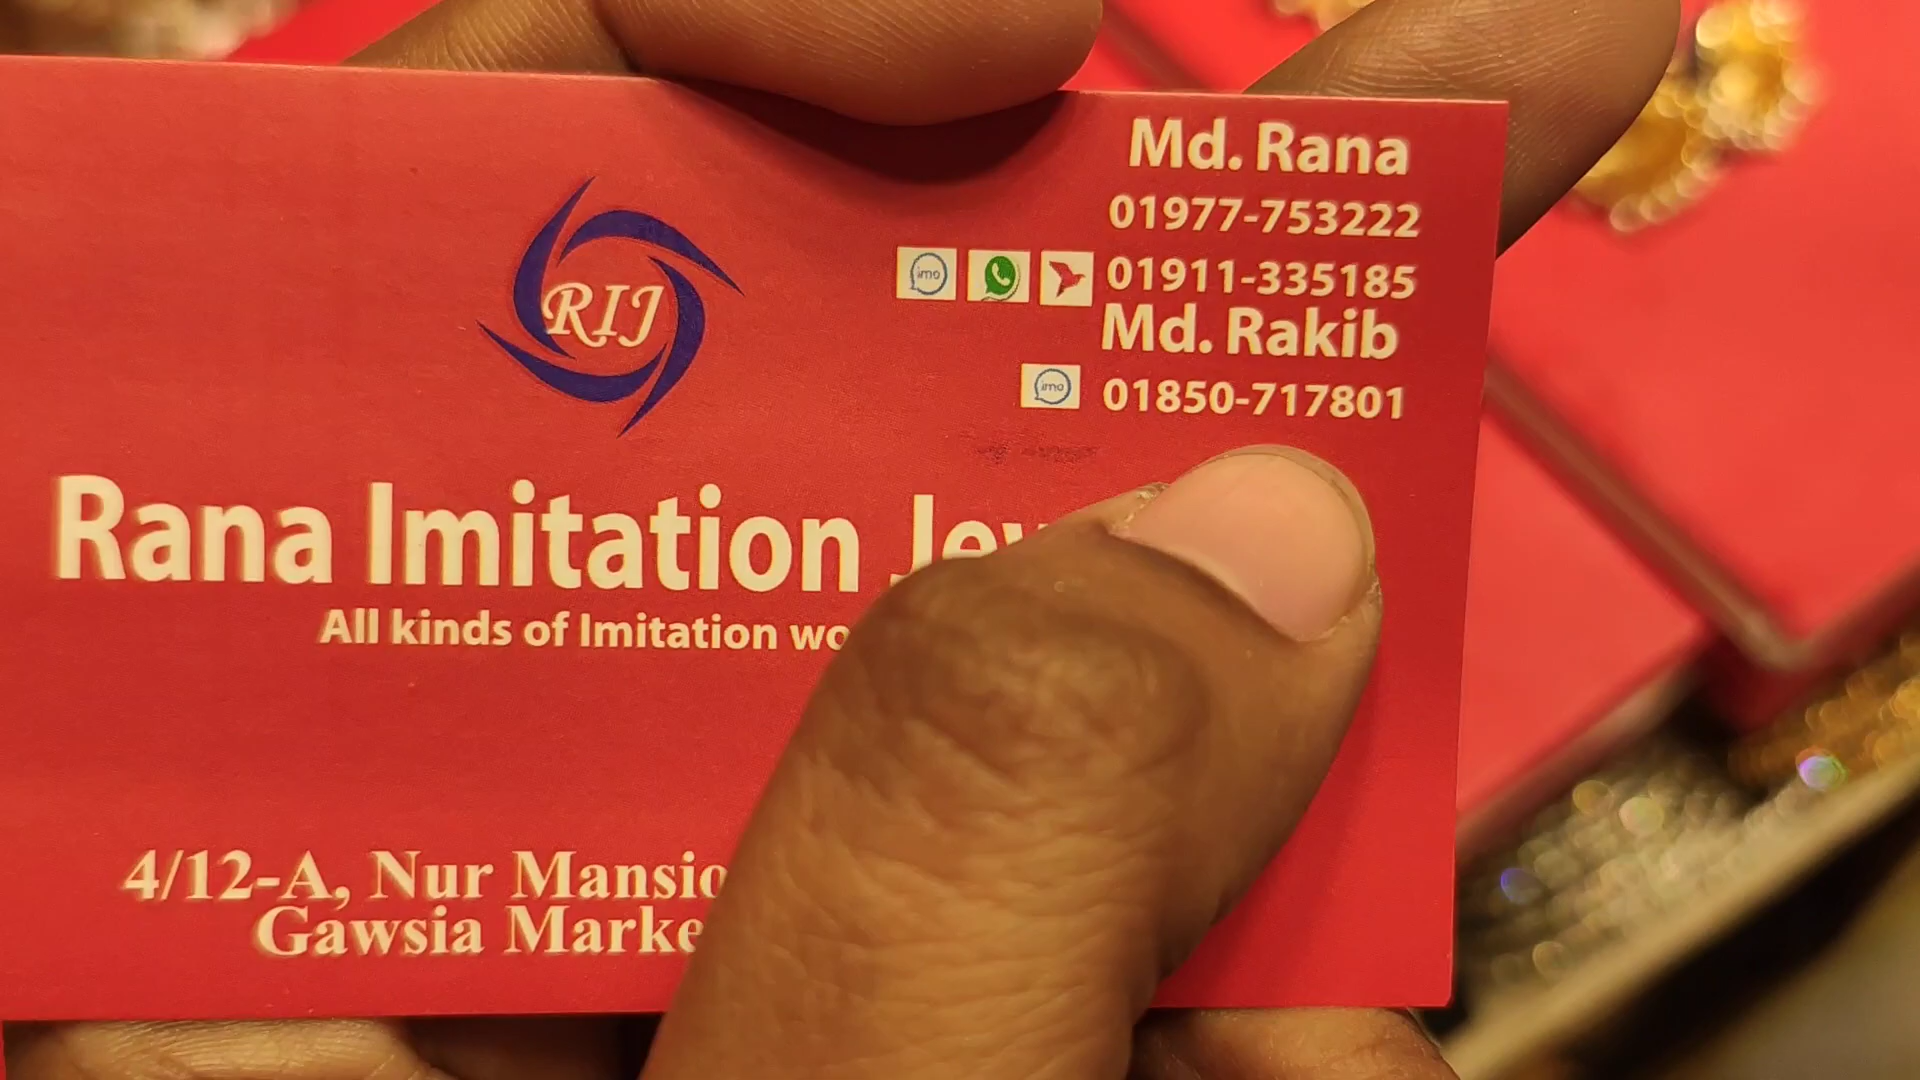 Md. Rana
01977-753222
imo
01911-335185
Md. Rakib
imo
01850-717801
RIJ
Rana Imitation
All kinds of Imitation
4/12-A, Nur
Gawsia